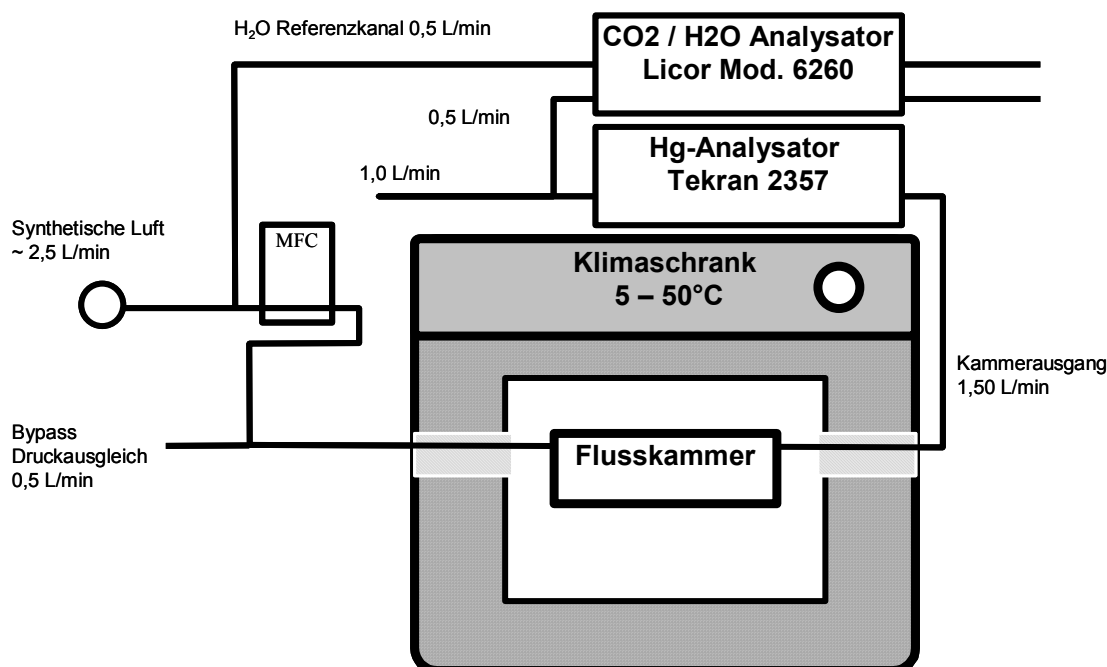 H₂O Referenzkanal 0,5 L/min
CO2 / H2O Analysator
Licor Mod. 6260
0,5 L/min
Hg-Analysator
Tekran 2357
1,0 L/min
Synthetische Luft
~ 2,5 L/min
MFC
Klimaschrank
5 – 50°C
Kammerausgang
1,50 L/min
Bypass
Druckausgleich
0,5 L/min
Flusskammer